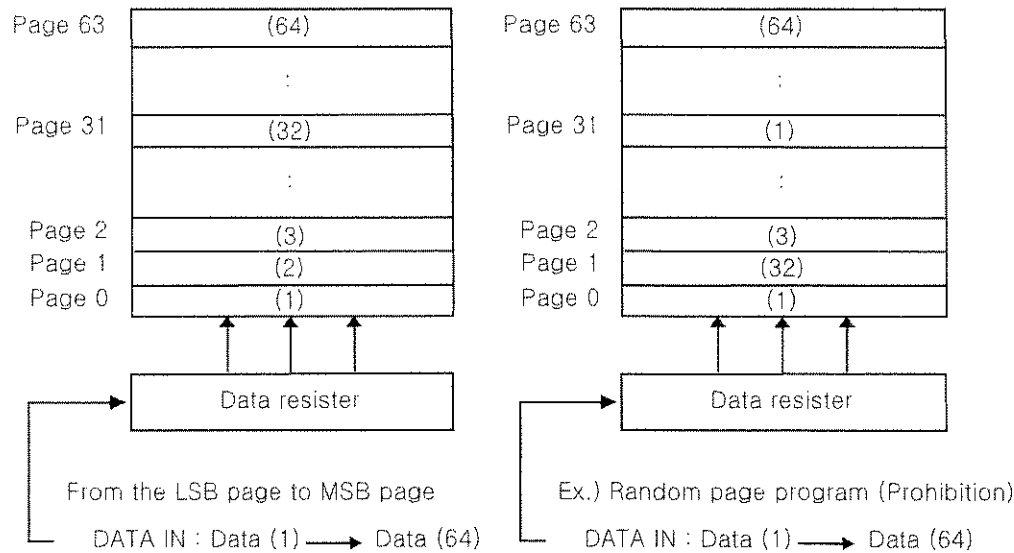 Page 63 (64)
:
Page 31 (32)
:
Page 2 (3)
Page 1 (2)
Page 0 (1)
Data resister
From the LSB page to MSB page
DATA IN : Data (1) Data (64)
Page 63 (64)
:
Page 31 (1)
:
Page 2 (3)
Page 1 (32)
Page 0 (1)
Data resister
Ex.) Random page program (Prohibition)
DATA IN : Data (1) Data (64)